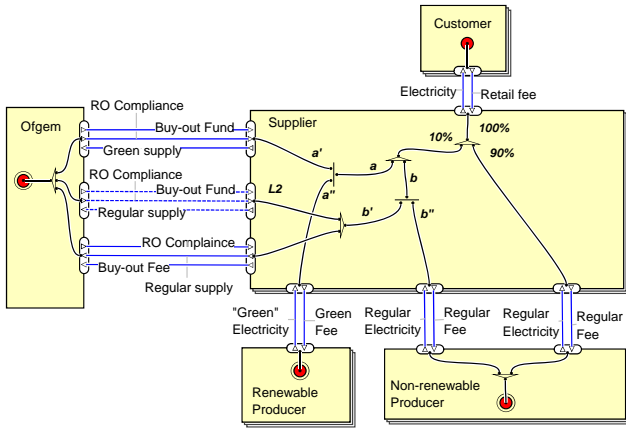 Customer
Electricity
Retail fee
RO Compliance
Ofgem
Buy-out Fund
Supplier
100%
10%
90%
Green supply
a'
a
RO Compliance
a"
b
Buy-out Fund
L2
Regular supply
b'
b"
RO Complaince
Buy-out Fee
Regular supply
"Green"
Electricity
Green
Fee
Regular
Electricity
Regular
Fee
Regular
Electricity
Regular
Fee
Renewable
Producer
Non-renewable
Producer